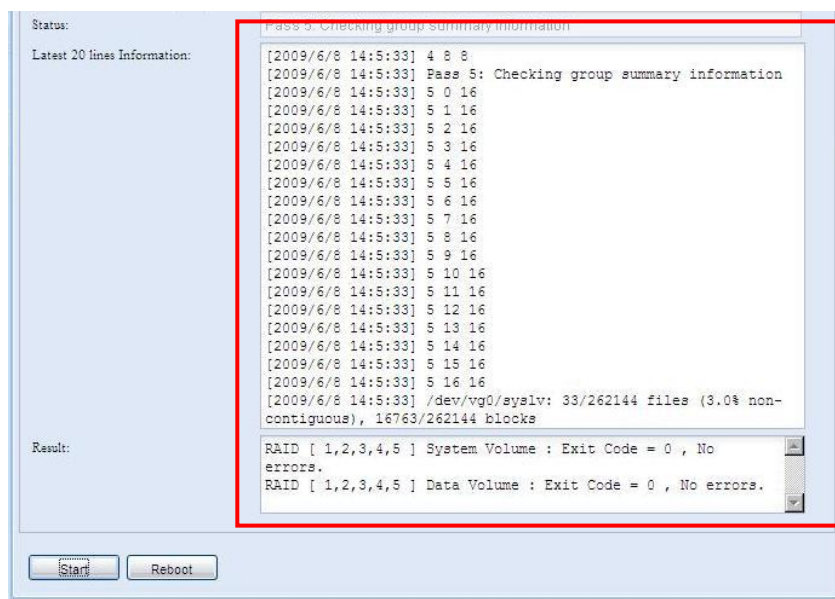 Status:
Pass 5: Checking group summary information
Latest 20 lines Information:
[2009/6/8 14:5:33] 4 8 8
[2009/6/8 14:5:33] Pass 5: Checking group summary information
[2009/6/8 14:5:33] 5 0 16
[2009/6/8 14:5:33] 5 1 16
[2009/6/8 14:5:33] 5 2 16
[2009/6/8 14:5:33] 5 3 16
[2009/6/8 14:5:33] 5 4 16
[2009/6/8 14:5:33] 5 5 16
[2009/6/8 14:5:33] 5 6 16
[2009/6/8 14:5:33] 5 7 16
[2009/6/8 14:5:33] 5 8 16
[2009/6/8 14:5:33] 5 9 16
[2009/6/8 14:5:33] 5 10 16
[2009/6/8 14:5:33] 5 11 16
[2009/6/8 14:5:33] 5 12 16
[2009/6/8 14:5:33] 5 13 16
[2009/6/8 14:5:33] 5 14 16
[2009/6/8 14:5:33] 5 15 16
[2009/6/8 14:5:33] 5 16 16
[2009/6/8 14:5:33] /dev/vg0/syslv: 33/262144 files (3.0% non-
contiguous), 16763/262144 blocks
Result:
RAID [ 1,2,3,4,5 ] System Volume : Exit Code = 0 , No
errors.
RAID [ 1,2,3,4,5 ] Data Volume : Exit Code = 0 , No errors.
Start
Reboot